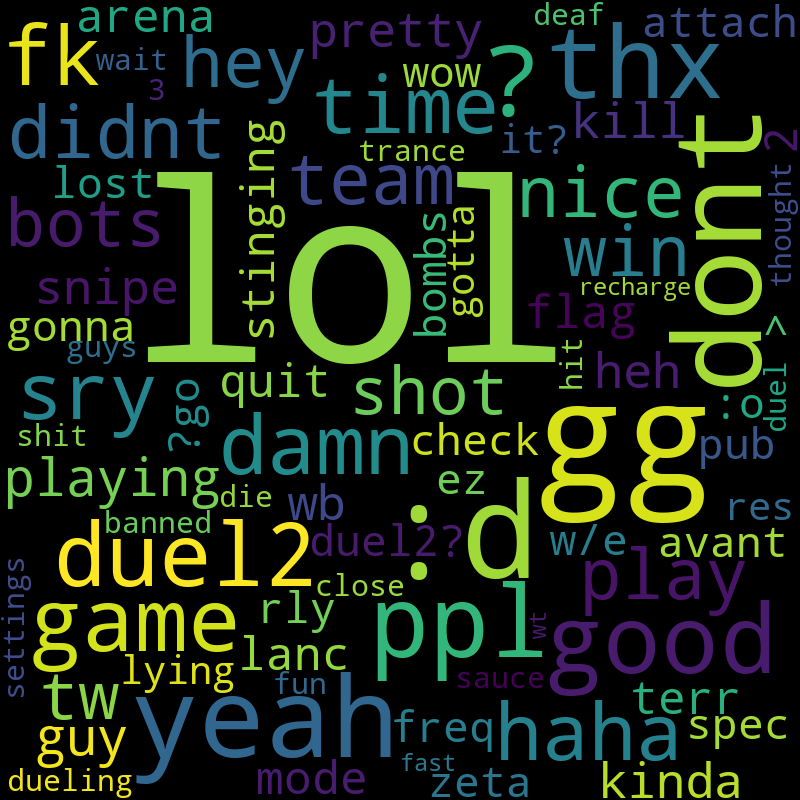 arena
deaf
attach
fk
wait
hey
pretty
wow
?
thx
3
time
it?
kill
2
didnt
trance
dont
lost
stinging
team
nice
thought
bots
lol
bombs
gotta
win
snipe
recharge
gonna
flag
guys
hit
heh
duel >
sry
?go
quit
shot
:o
shit
damn
check
gg
pub
playing
die
wb
ez
res
banned
duel2
duel2?
:d
w/e
avant
settings
game
close
ppl
play
rly
wt
good
lanc
lying
fun
sauce
tw
yeah
terr
guy
freq
haha
spec
fast
dueling
mode
zeta
kinda